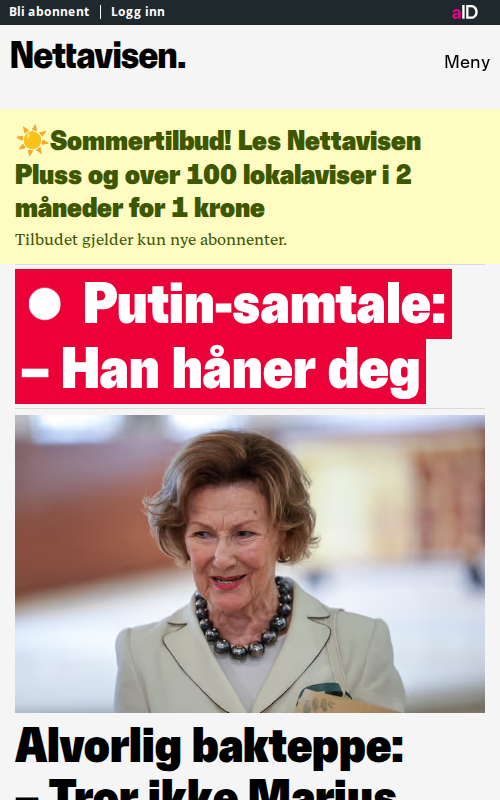 Bli abonnent | Logg inn
aID
Nettavisen.
Meny
☀️Sommertilbud! Les Nettavisen
Pluss og over 100 lokalaviser i 2
måneder for 1 krone
Tilbudet gjelder kun nye abonnenter.
Putin-samtale:
– Han håner deg
Alvorlig bakteppe:
– Tror ikke Marius